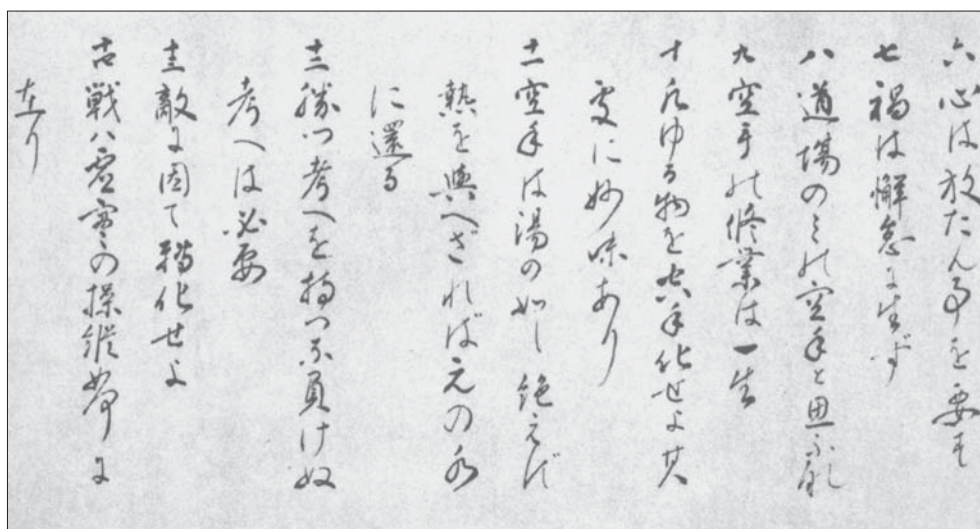 六 心は放たん事を要す
七 禍は懈怠に生ず
八 道場のみの空手と思ふな
九 空手の修業は一生
十 凡ゆる物を空手化せよ其
處に妙味あり
十一 空手は湯の如し絶えず
熱を與へざれば元の水
に還る
十二 勝つ考へを持つな負けぬ
考へは必要
十三 敵に因て轉化せよ
十四 戦は虚實の操縦如何に
在り